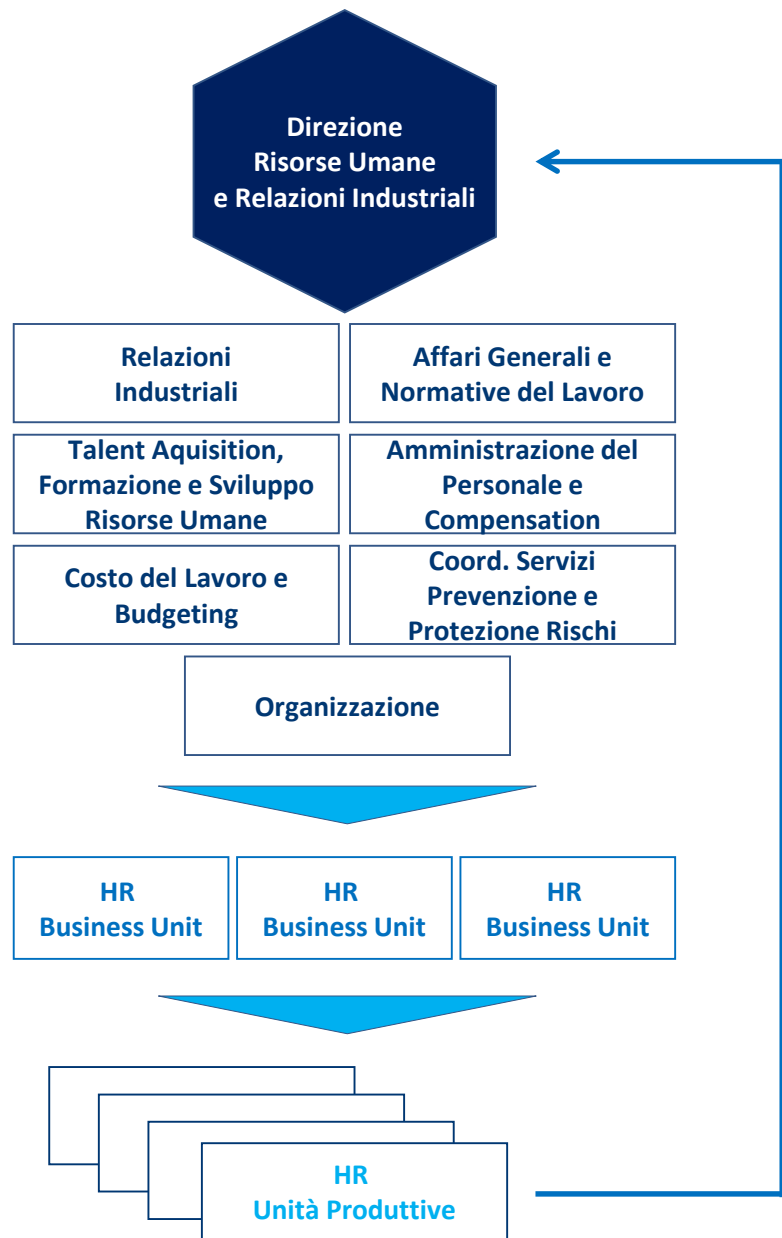 Direzione
Risorse Umane
e Relazioni Industriali
Relazioni
Industriali
Affari Generali e
Normative del Lavoro
Talent Aquisition,
Formazione e Sviluppo
Risorse Umane
Amministrazione del
Personale e
Compensation
Costo del Lavoro e
Budgeting
Coord. Servizi
Prevenzione e
Protezione Rischi
Organizzazione
HR
Business Unit
HR
Business Unit
HR
Business Unit
HR
Unità Produttive